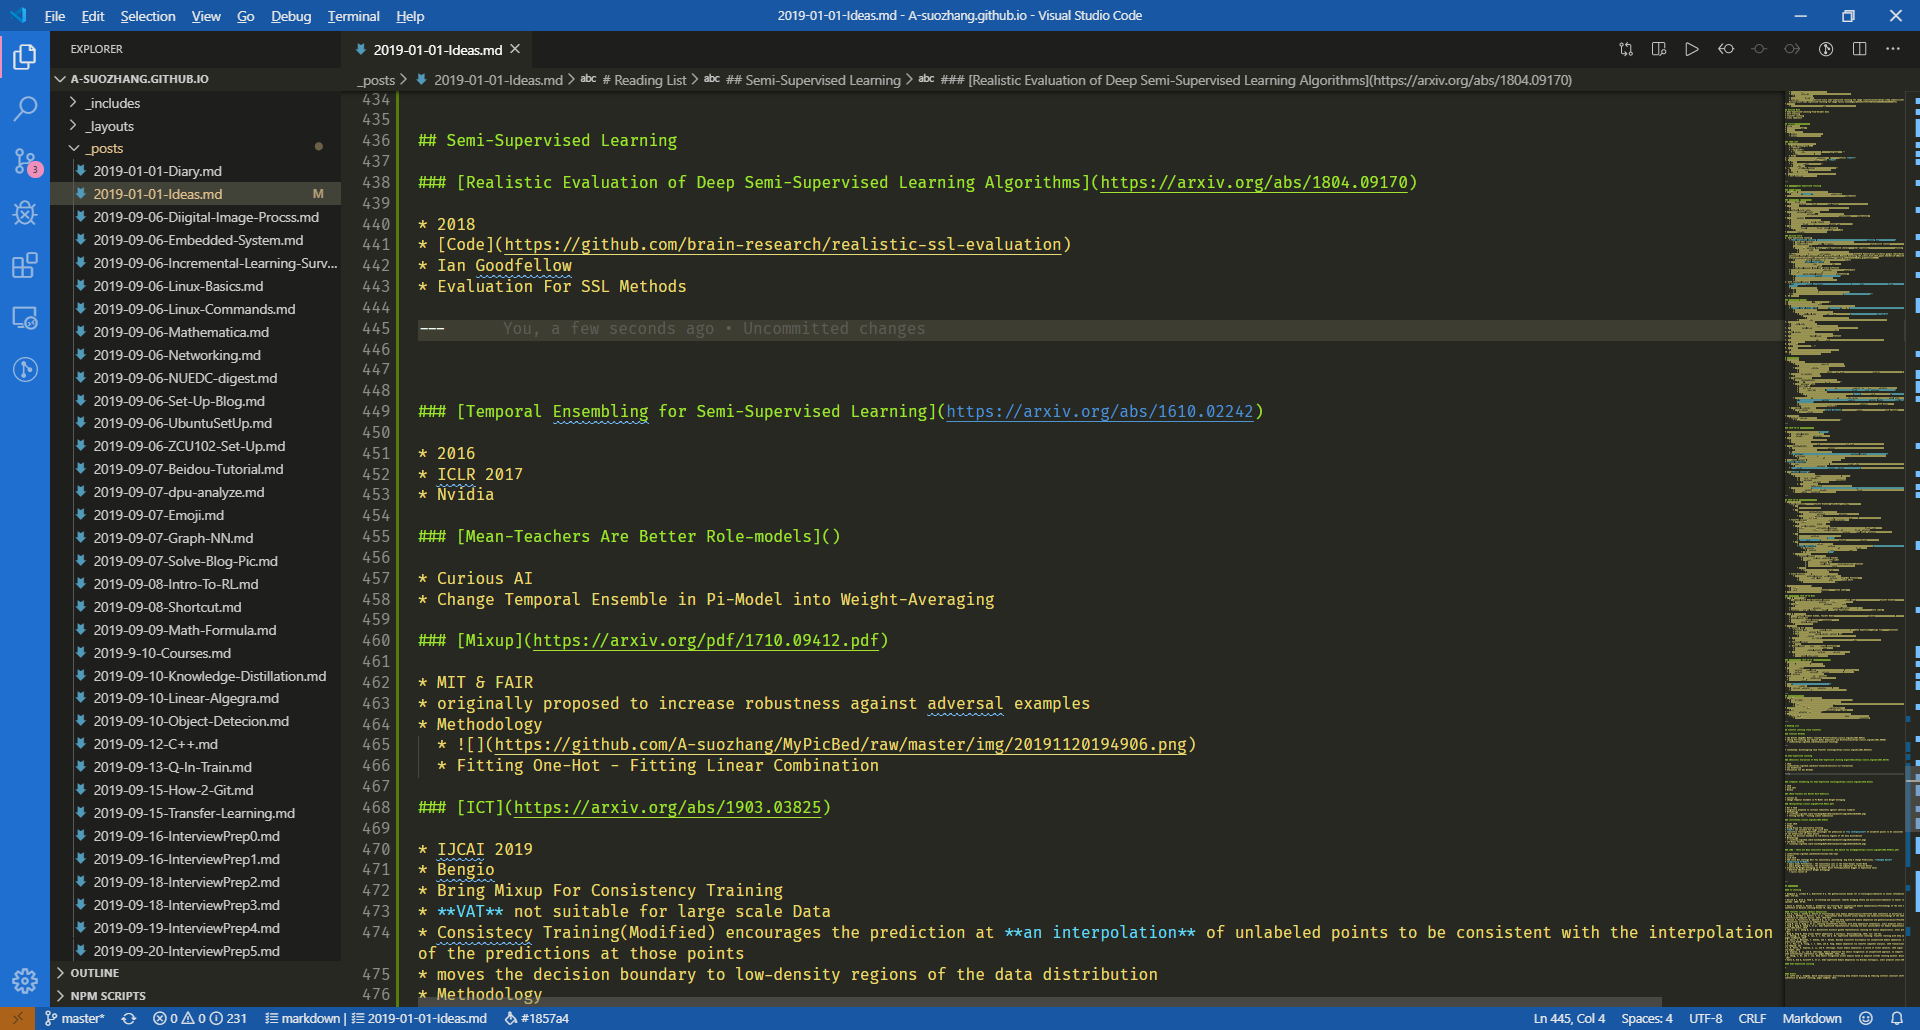 File Edit Selection View Go Debug Terminal Help
2019-01-01-Ideas.md - A-suozhang.github.io - Visual Studio Code
EXPLORER
A-SUOZHANG.GITHUB.IO
_includes
_layouts
_posts
2019-01-01-Diary.md
2019-01-01-Ideas.md M
2019-09-06-Diigital-Image-Procss.md
2019-09-06-Embedded-System.md
2019-09-06-Incremental-Learning-Surv...
2019-09-06-Linux-Basics.md
2019-09-06-Linux-Commands.md
2019-09-06-Mathematica.md
2019-09-06-Networking.md
2019-09-06-NUEDC-digest.md
2019-09-06-Set-Up-Blog.md
2019-09-06-UbuntuSetUp.md
2019-09-06-ZCU102-Set-Up.md
2019-09-07-Beidou-Tutorial.md
2019-09-07-dpu-analyze.md
2019-09-07-Emoji.md
2019-09-07-Graph-NN.md
2019-09-07-Solve-Blog-Pic.md
2019-09-08-Intro-To-RL.md
2019-09-08-Shortcut.md
2019-09-09-Math-Formula.md
2019-9-10-Courses.md
2019-09-10-Knowledge-Distillation.md
2019-09-10-Linear-Algegra.md
2019-09-10-Object-Detecion.md
2019-09-12-C++.md
2019-09-13-Q-In-Train.md
2019-09-15-How-2-Git.md
2019-09-15-Transfer-Learning.md
2019-09-16-InterviewPrep0.md
2019-09-16-InterviewPrep1.md
2019-09-18-InterviewPrep2.md
2019-09-18-InterviewPrep3.md
2019-09-19-InterviewPrep4.md
2019-09-20-InterviewPrep5.md
OUTLINE
NPM SCRIPTS
3
2019-01-01-Ideas.md
_posts > 2019-01-01-Ideas.md > abc # Reading List > abc ## Semi-Supervised Learning > abc ### [Realistic Evaluation of Deep Semi-Supervised Learning Algorithms](https://arxiv.org/abs/1804.09170)
434
435
436 ## Semi-Supervised Learning
437
438 ### [Realistic Evaluation of Deep Semi-Supervised Learning Algorithms](https://arxiv.org/abs/1804.09170)
439
440 * 2018
441 * [Code](https://github.com/brain-research/realistic-ssl-evaluation)
442 * Ian Goodfellow
443 * Evaluation For SSL Methods
444
445 --- You, a few seconds ago • Uncommitted changes
446
447
448
449 ### [Temporal Ensembling for Semi-Supervised Learning](https://arxiv.org/abs/1610.02242)
450
451 * 2016
452 * ICLR 2017
453 * Nvidia
454
455 ### [Mean-Teachers Are Better Role-models]()
456
457 * Curious AI
458 * Change Temporal Ensemble in Pi-Model into Weight-Averaging
459
460 ### [Mixup](https://arxiv.org/pdf/1710.09412.pdf)
461
462 * MIT & FAIR
463 * originally proposed to increase robustness against adversal examples
464 * Methodology
465 * ![](https://github.com/A-suozhang/MyPicBed/raw/master/img/20191120194906.png)
466 * Fitting One-Hot - Fitting Linear Combination
467
468 ### [ICT](https://arxiv.org/abs/1903.03825)
469
470 * IJCAI 2019
471 * Bengio
472 * Bring Mixup For Consistency Training
473 * **VAT** not suitable for large scale Data
474 * Consistecy Training(Modified) encourages the prediction at **an interpolation** of unlabeled points to be consistent with the interpolation
of the predictions at those points
475 * moves the decision boundary to low-density regions of the data distribution
476 * Methodology
master* 0 0 231 markdown | 2019-01-01-Ideas.md #1857a4
Ln 445, Col 4 Spaces: 4 UTF-8 CRLF Markdown